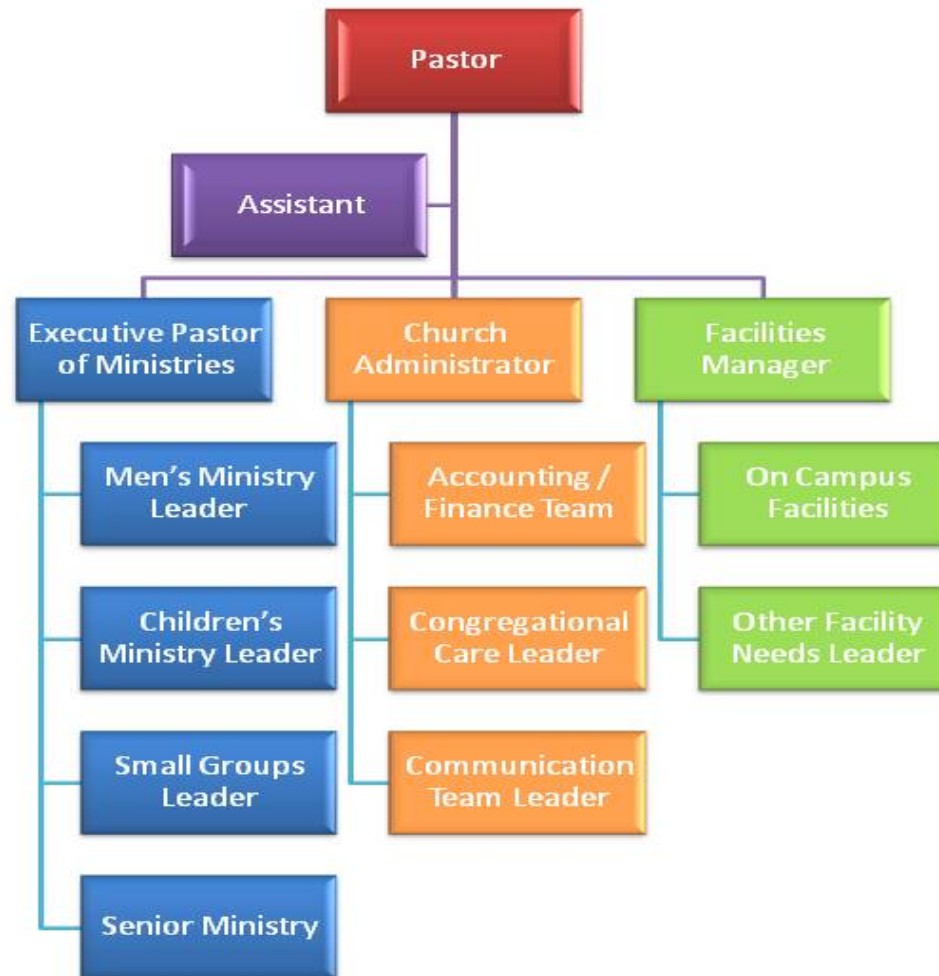 Pastor
Assistant
Executive Pastor
of Ministries
Men's Ministry
Leader
Children's
Ministry Leader
Small Groups
Leader
Senior Ministry
Church
Administrator
Accounting /
Finance Team
Congregational
Care Leader
Communication
Team Leader
Facilities
Manager
On Campus
Facilities
Other Facility
Needs Leader